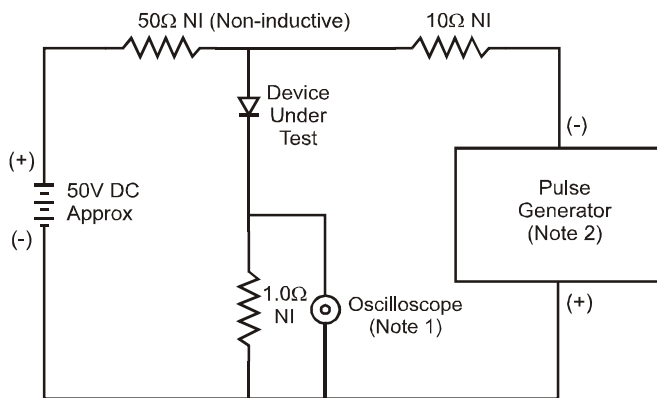 50Ω NI (Non-inductive)
10Ω NI
Device
Under
Test
(-)
(+)
50V DC
Approx
(-)
Pulse
Generator
(Note 2)
1.0Ω
NI
Oscilloscope
(Note 1)
(+)